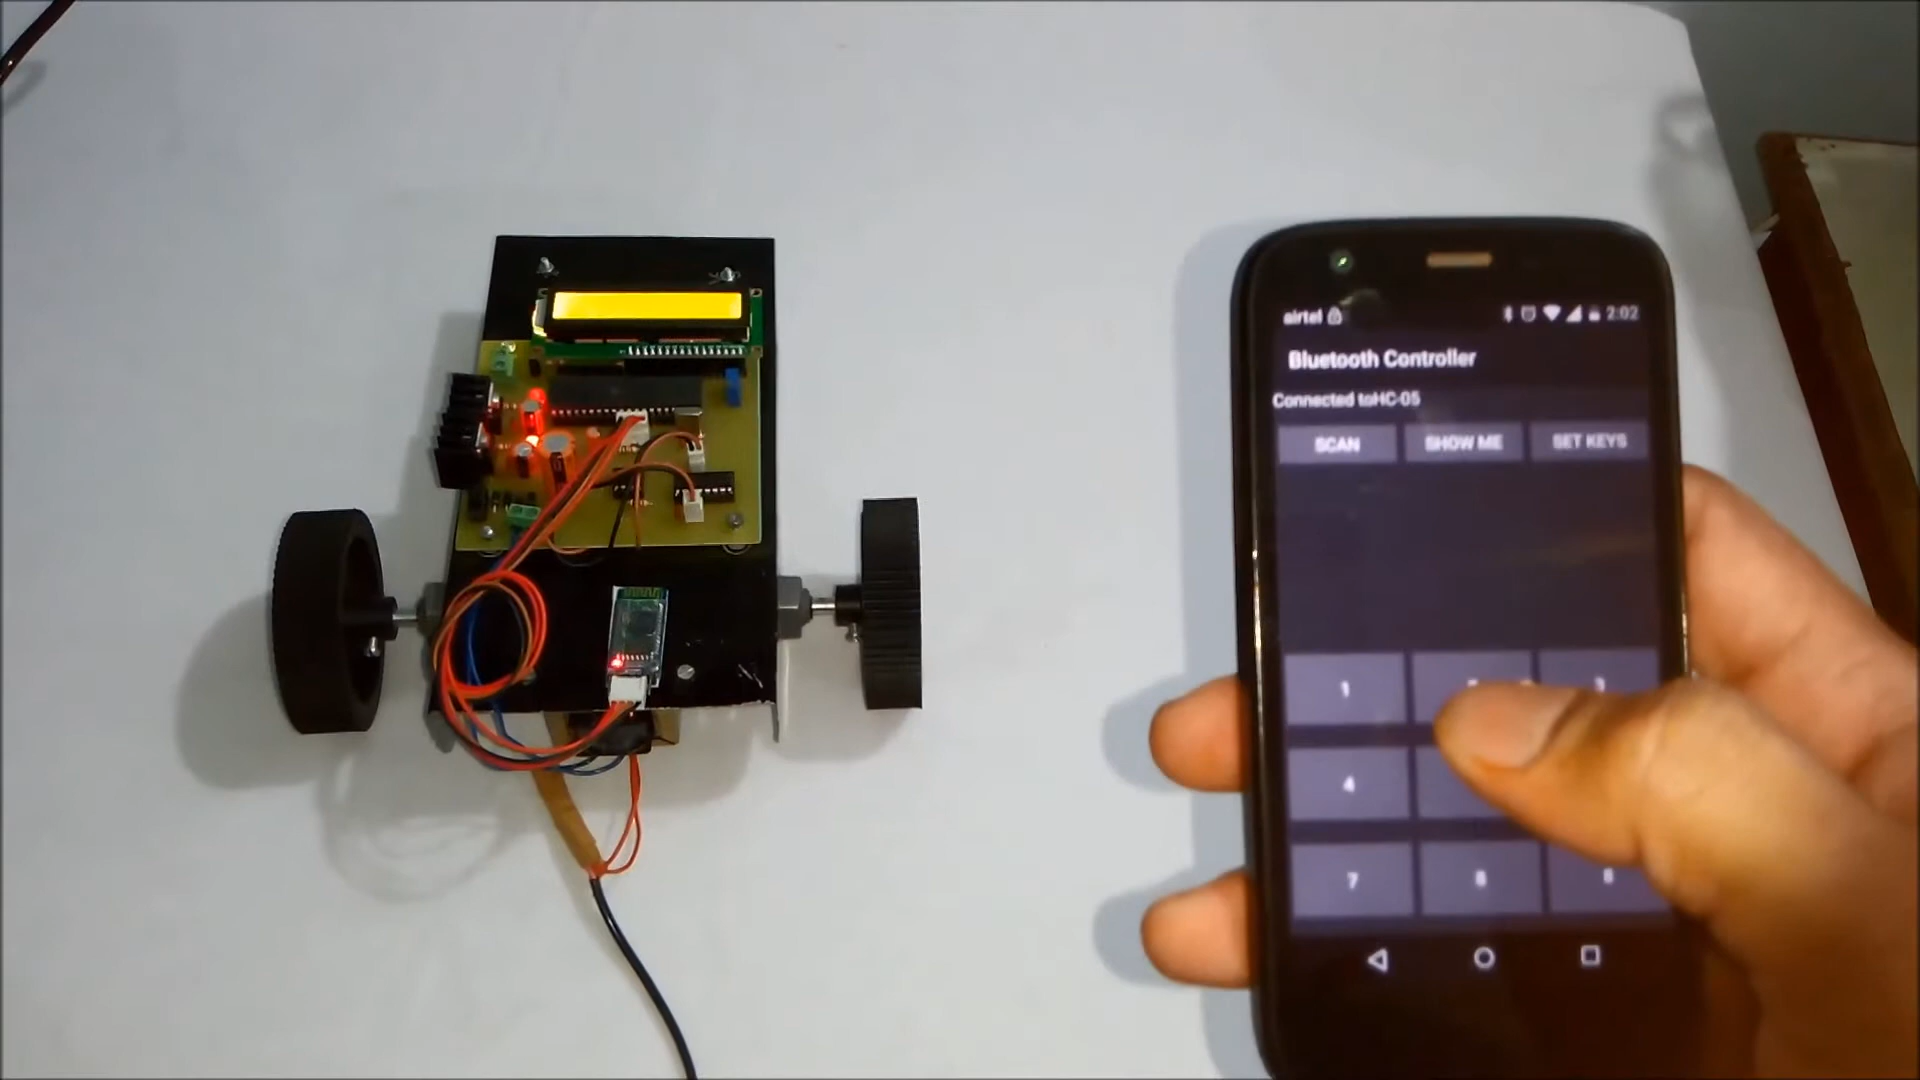 airtel 2:02
Bluetooth Controller
Connected toHC-05
SCAN SHOW ME SET KEYS
1 3
4
7 8